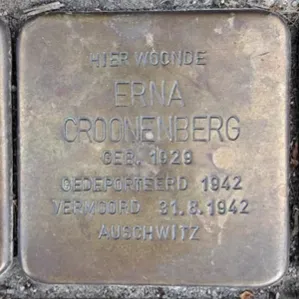 HIER WOONDE
ERNA
CROONENBERG
GEB. 1929
GEDEPORTEERD 1942
VERMOORD 31.8.1942
AUSCHWITZ